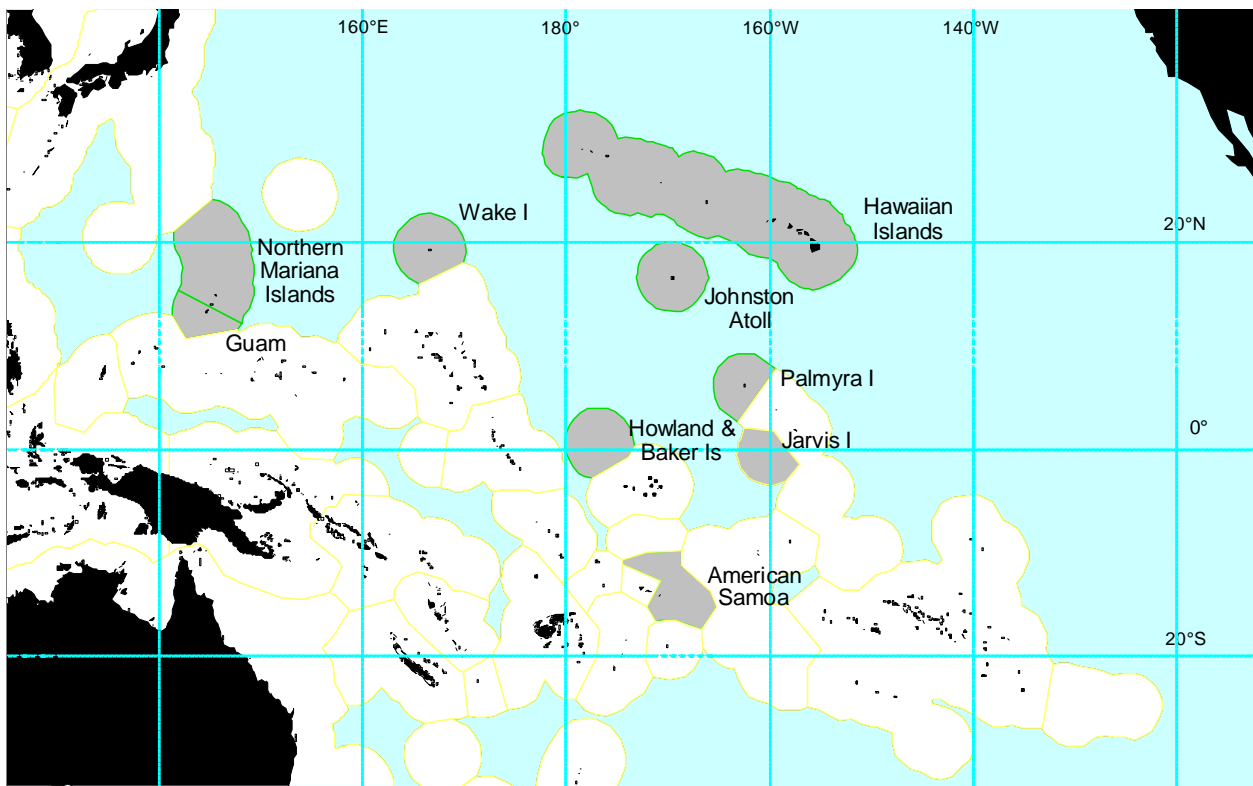 160°E
180°
160°W
140°W
Wake I
Hawaiian
Islands
20°N
Northern
Mariana
Islands
Johnston
Atoll
Guam
Palmyra I
Howland &
Baker Is
Jarvis I
0°
American
Samoa
20°S